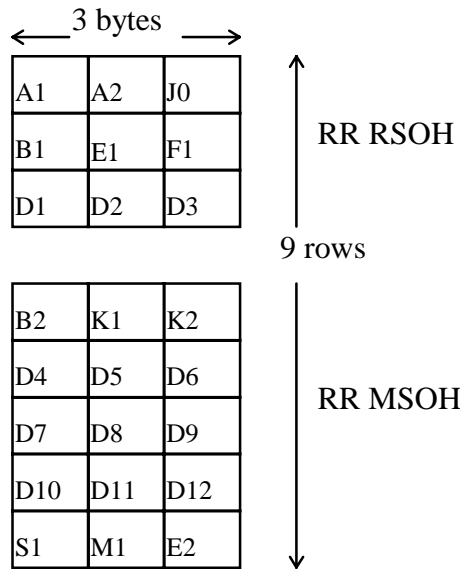 3 bytes
A1 A2 J0
B1 E1 F1
RR RSOH
D1 D2 D3
9 rows
B2 K1 K2
D4 D5 D6
D7 D8 D9
RR MSOH
D10 D11 D12
S1 M1 E2